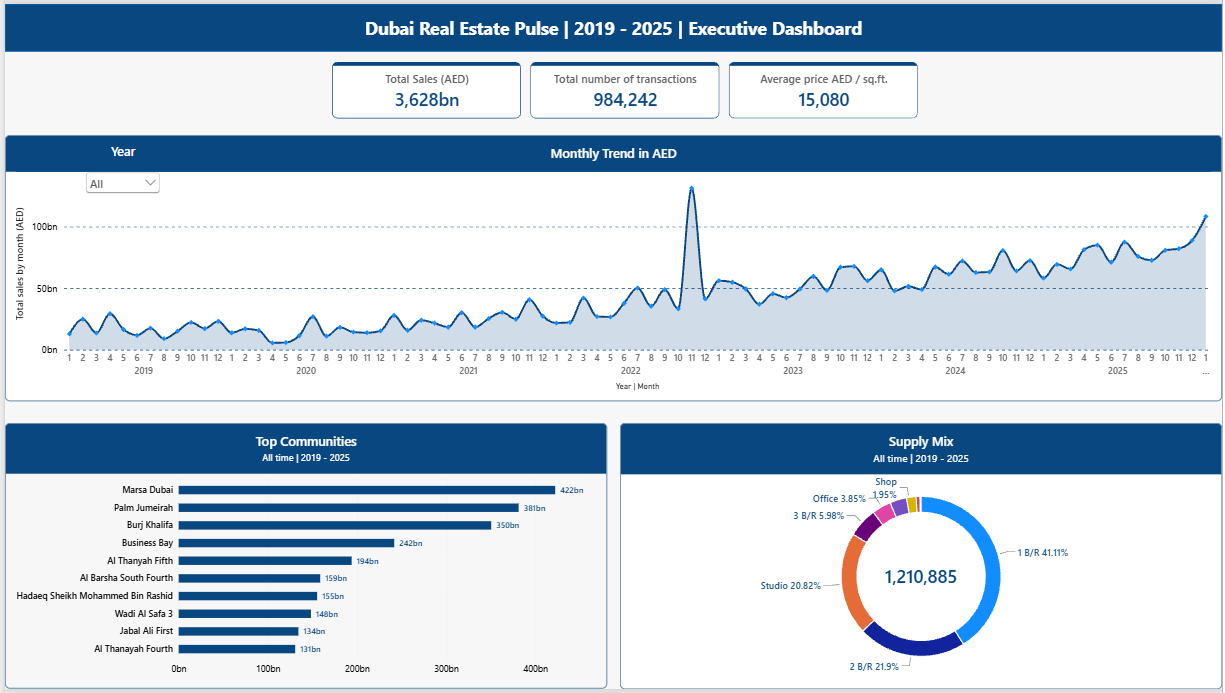 Dubai Real Estate Pulse | 2019 - 2025 | Executive Dashboard
Total Sales (AED)
3,628bn
Total number of transactions
984,242
Average price AED / sq.ft.
15,080
Year
Monthly Trend in AED
All
Total sales by month (AED)
100bn
50bn
0bn
1 2 3 4 5 6 7 8 9 10 11 12 1 2 3 4 5 6 7 8 9 10 11 12 1 2 3 4 5 6 7 8 9 10 11 12 1 2 3 4 5 6 7 8 9 10 11 12 1 2 3 4 5 6 7 8 9 10 11 12 1 2 3 4 5 6 7 8 9 10 11 12 1 2 3 4 5 6 7 8 9 10 11 12 1
2019 2020 2021 2022 2023 2024 2025 ...
Year | Month
Top Communities
All time | 2019 - 2025
Marsa Dubai 422bn
Palm Jumeirah 381bn
Burj Khalifa 350bn
Business Bay 242bn
Al Thanyah Fifth 194bn
Al Barsha South Fourth 159bn
Hadaeq Sheikh Mohammed Bin Rashid 155bn
Wadi Al Safa 3 148bn
Jabal Ali First 134bn
Al Thanayah Fourth 131bn
0bn 100bn 200bn 300bn 400bn
Supply Mix
All time | 2019 - 2025
Shop
1.95%
Office 3.85%
3 B/R 5.98%
1 B/R 41.11%
1,210,885
Studio 20.82%
2 B/R 21.9%